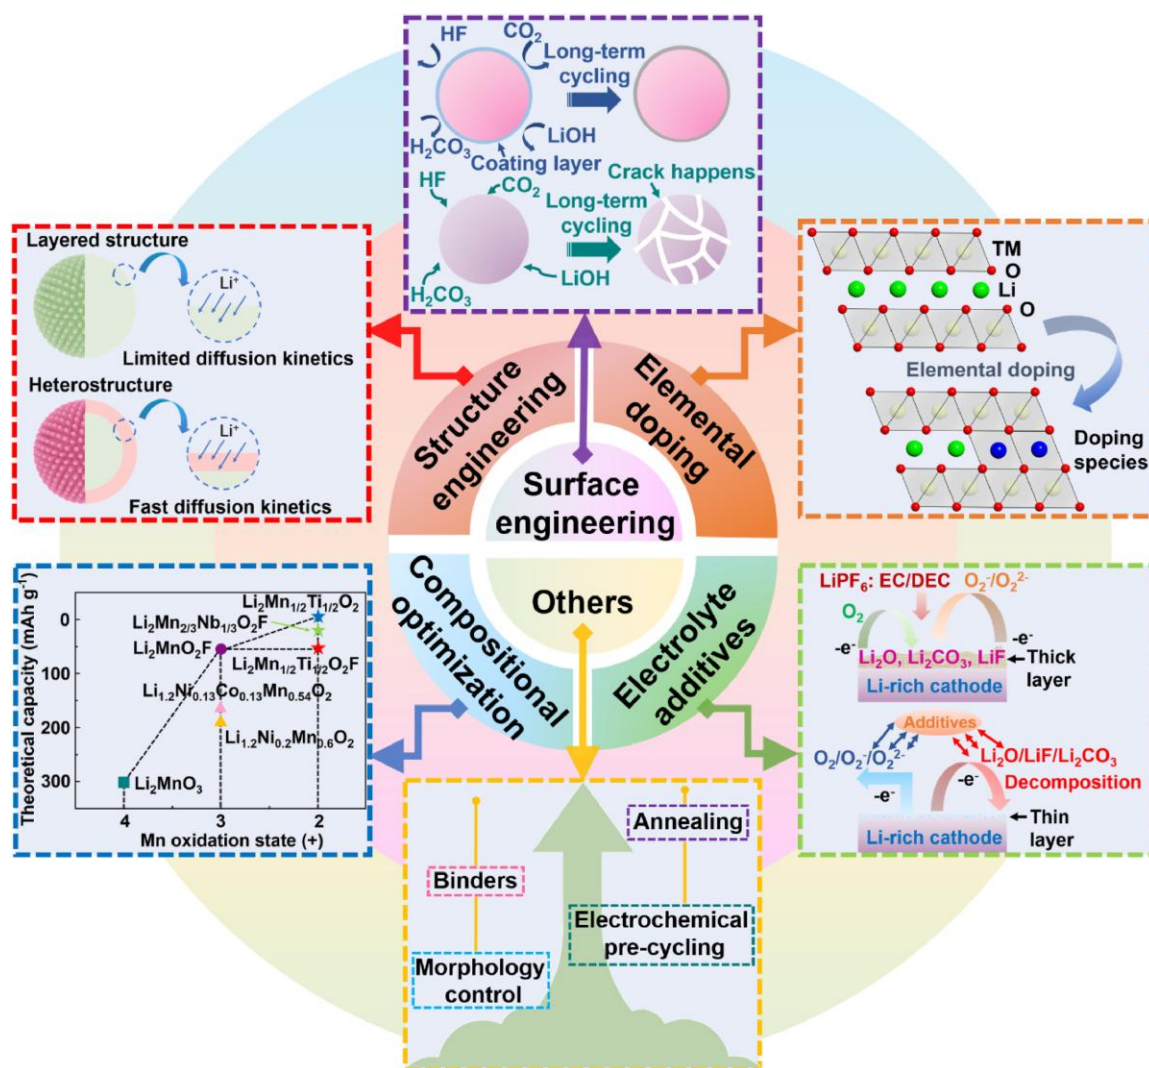 HF
CO₂
Long-term
cycling
H₂CO₃
LiOH
Coating layer
HF
CO₂
Long-term
cycling
Crack happens
H₂CO₃
LiOH
Layered structure
Li⁺
Limited diffusion kinetics
Heterostructure
Li⁺
Fast diffusion kinetics
TM
O
Li
O
Elemental doping
Doping
species
Structure
engineering
Elemental
doping
Surface
engineering
Others
Compositional
optimization
Electrolyte
additives
Theoretical capacity (mAh g⁻¹)
0
50
100
150
200
300
Li₂Mn₁/₂Ti₁/₂O₂
Li₂Mn₂/₃Nb₁/₃O₂F
Li₂MnO₂F
Li₂Mn₁/₂Ti₁/₂O₂F
Li₁.₂Ni₀.₁₃Co₀.₁₃Mn₀.₅₄O₂
Li₁.₂Ni₀.₂Mn₀.₆O₂
Li₂MnO₃
4
3
2
Mn oxidation state (+)
LiPF₆: EC/DEC
O₂⁻/O₂²⁻
O₂
-e⁻
-e⁻
Li₂O, Li₂CO₃, LiF
Thick
layer
Li-rich cathode
Additives
O₂/O₂⁻/O₂²⁻
Li₂O/LiF/Li₂CO₃
Decomposition
-e⁻
-e⁻
Thin
layer
Li-rich cathode
Annealing
Binders
Electrochemical
pre-cycling
Morphology
control